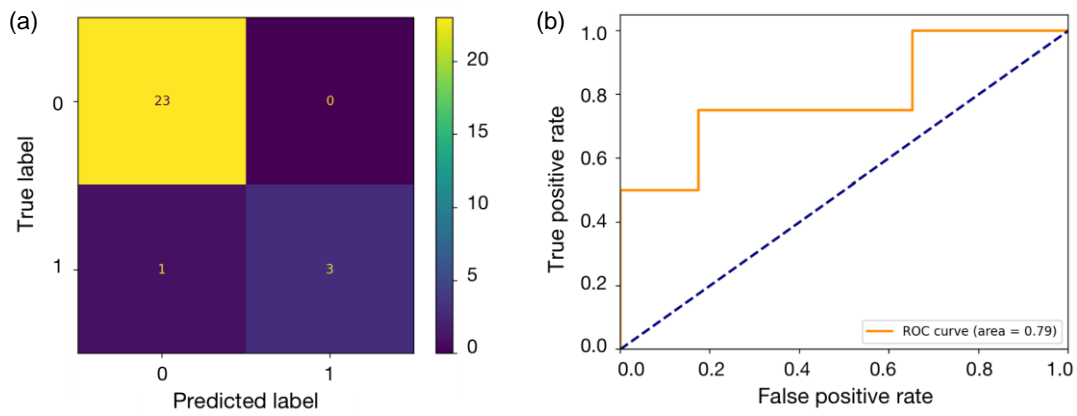 (a)
True label
0
1
23
0
1
3
0
1
Predicted label
20
15
10
5
0
(b)
True positive rate
1.0
0.8
0.6
0.4
0.2
0.0
ROC curve (area = 0.79)
0.0 0.2 0.4 0.6 0.8 1.0
False positive rate